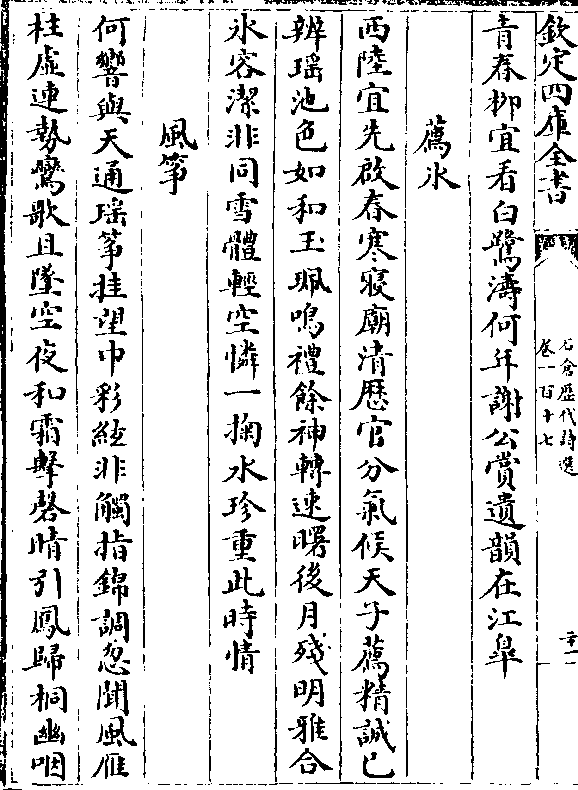 欽定四庫全書
石倉歷代詩選
卷一百十七
青春柳宜看白鷺濤何年謝公賞遺韻在江臯
薦氷
西陸宜先啟春寒寢廟清歴官分氣候天子薦精誠已
辨瑶池色如和玉珮鳴禮餘神轉速曙後月殘明雅合
氷容潔非同雪體輕空憐一掬水珍重此時情
風筝
何響與天通瑶筝挂望中彩絃非觸指錦調忽聞風雁
柱虛連勢鸞歌且墜空夜和霜擊磬晴引鳳歸桐幽咽